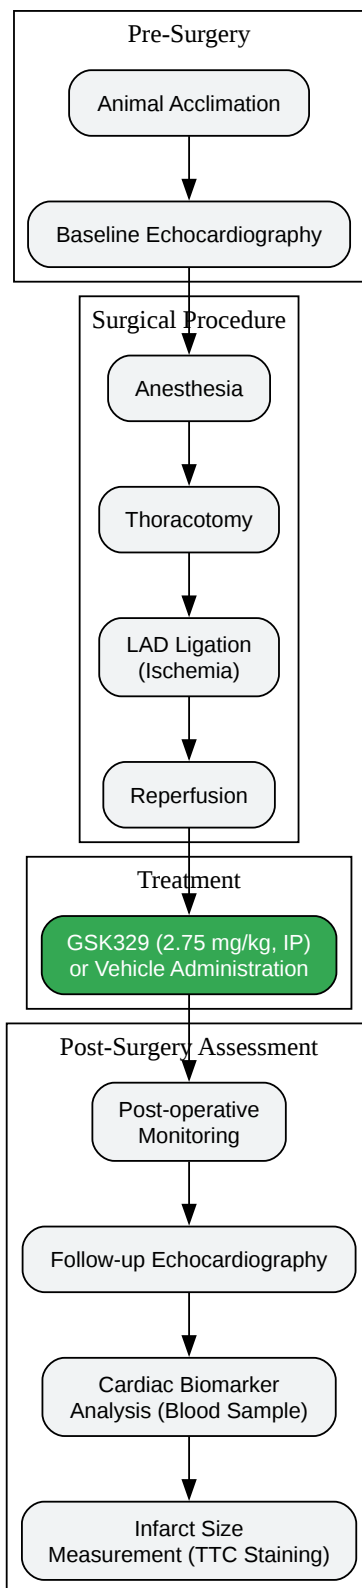 Pre-Surgery
Animal Acclimation
Baseline Echocardiography
Surgical Procedure
Anesthesia
Thoracotomy
LAD Ligation
(Ischemia)
Reperfusion
Treatment
GSK329 (2.75 mg/kg, IP)
or Vehicle Administration
Post-Surgery Assessment
Post-operative
Monitoring
Follow-up Echocardiography
Cardiac Biomarker
Analysis (Blood Sample)
Infarct Size
Measurement (TTC Staining)